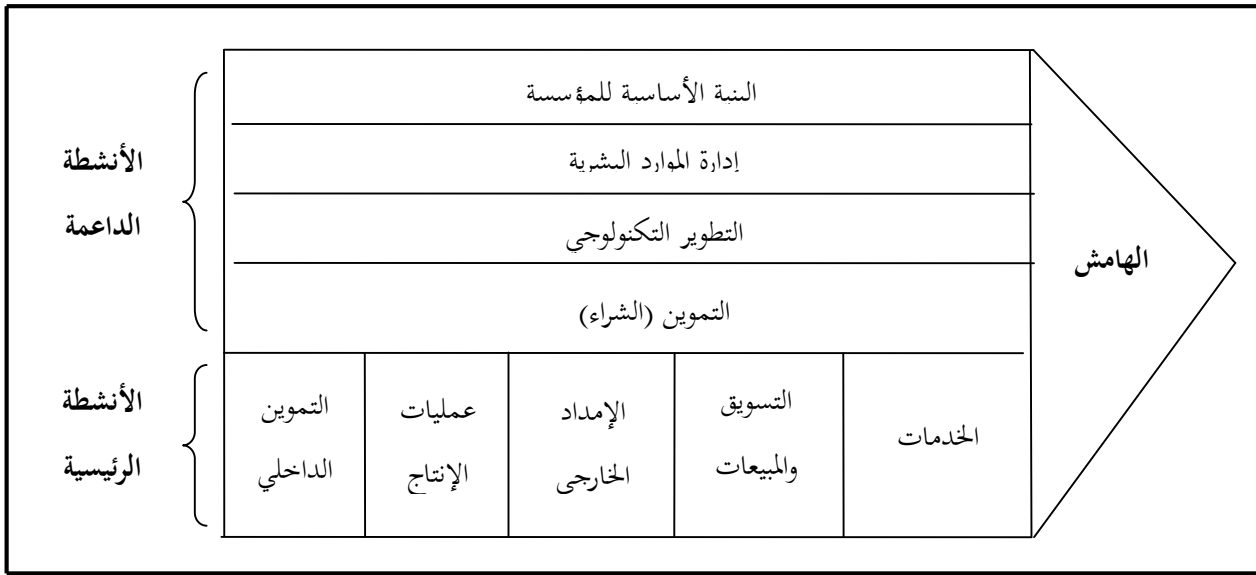 البنية الأساسية للمؤسسة
إدارة الموارد البشرية
التطوير التكنولوجي
التموين (الشراء)
الأنشطة
الداعمة
الهامش
الأنشطة
الرئيسية
التموين
الداخلي
عمليات
الإنتاج
الإمداد
الخارجى
التسويق
والمبيعات
الخدمات